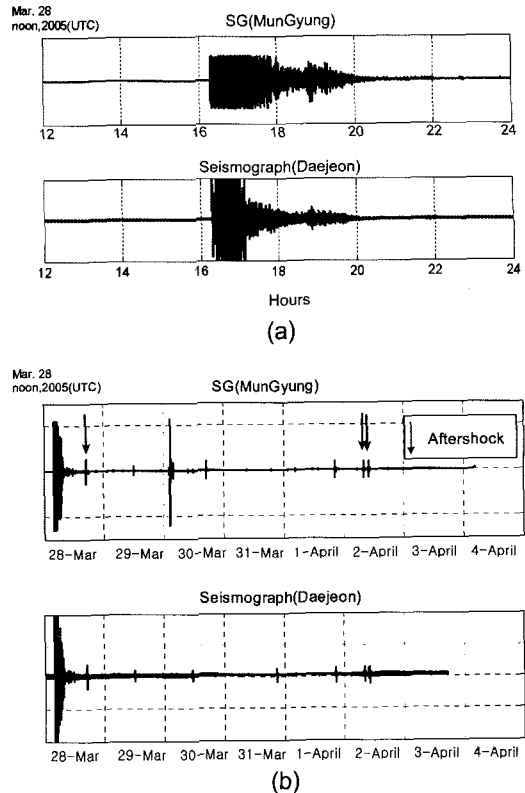 Mar. 28
noon,2005(UTC)
SG(MunGyung)
12 14 16 18 20 22 24
Seismograph(Daejeon)
12 14 16 18 20 22 24
Hours
(a)
Mar. 28
noon,2005(UTC)
SG(MunGyung)
Aftershock
28-Mar 29-Mar 30-Mar 31-Mar 1-April 2-April 3-April 4-April
Seismograph(Daejeon)
28-Mar 29-Mar 30-Mar 31-Mar 1-April 2-April 3-April 4-April
(b)